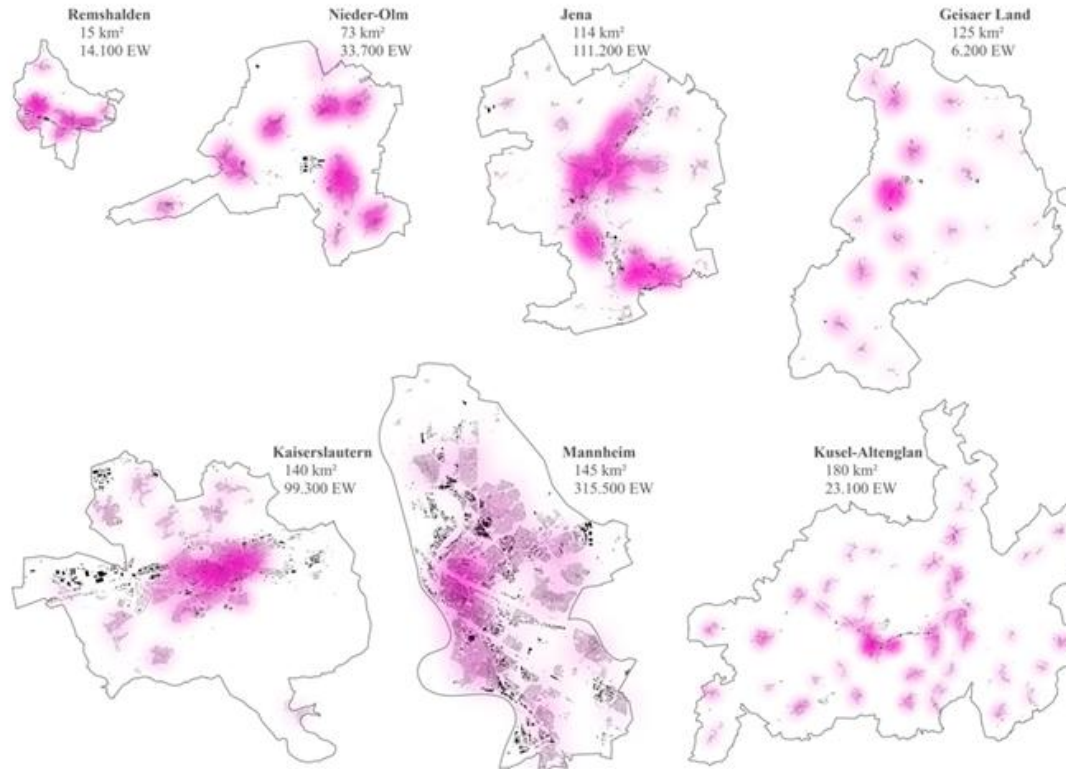 Remshalden
15 km²
14.100 EW
Nieder-Olm
73 km²
33.700 EW
Jena
114 km²
111.200 EW
Geisaer Land
125 km²
6.200 EW
Kaiserslautern
140 km²
99.300 EW
Mannheim
145 km²
315.500 EW
Kusel-Altenglan
180 km²
23.100 EW